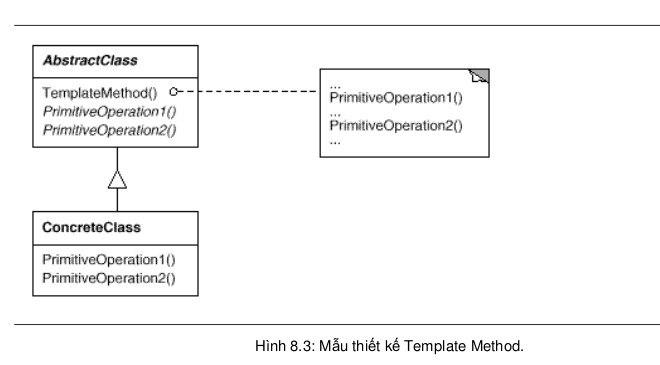 AbstractClass
TemplateMethod()
PrimitiveOperation1()
PrimitiveOperation2()
...
PrimitiveOperation1()
...
PrimitiveOperation2()
...
ConcreteClass
PrimitiveOperation1()
PrimitiveOperation2()
Hình 8.3: Mẫu thiết kế Template Method.